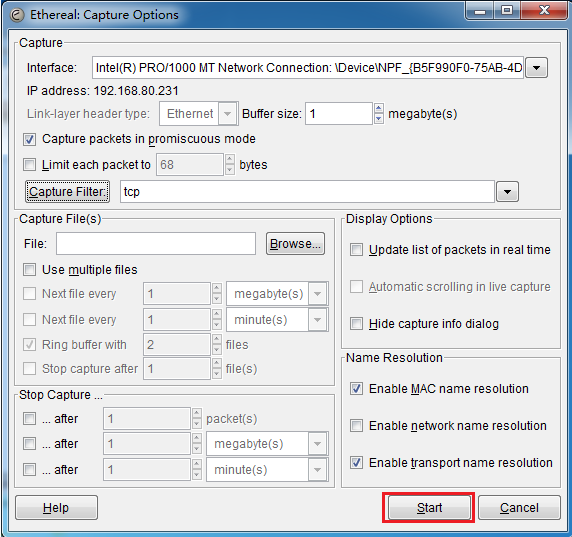 Ethereal: Capture Options
Capture
Interface: Intel(R) PRO/1000 MT Network Connection: \Device\NPF_{B5F990F0-75AB-4D
IP address: 192.168.80.231
Link-layer header type: Ethernet Buffer size: 1 megabyte(s)
Capture packets in promiscuous mode
Limit each packet to 68 bytes
Capture Filter: tcp
Capture File(s)
File: Browse...
Use multiple files
Next file every 1 megabyte(s)
Next file every 1 minute(s)
Ring buffer with 2 files
Stop capture after 1 file(s)
Stop Capture ...
... after 1 packet(s)
... after 1 megabyte(s)
... after 1 minute(s)
Display Options
Update list of packets in real time
Automatic scrolling in live capture
Hide capture info dialog
Name Resolution
Enable MAC name resolution
Enable network name resolution
Enable transport name resolution
Help Start Cancel